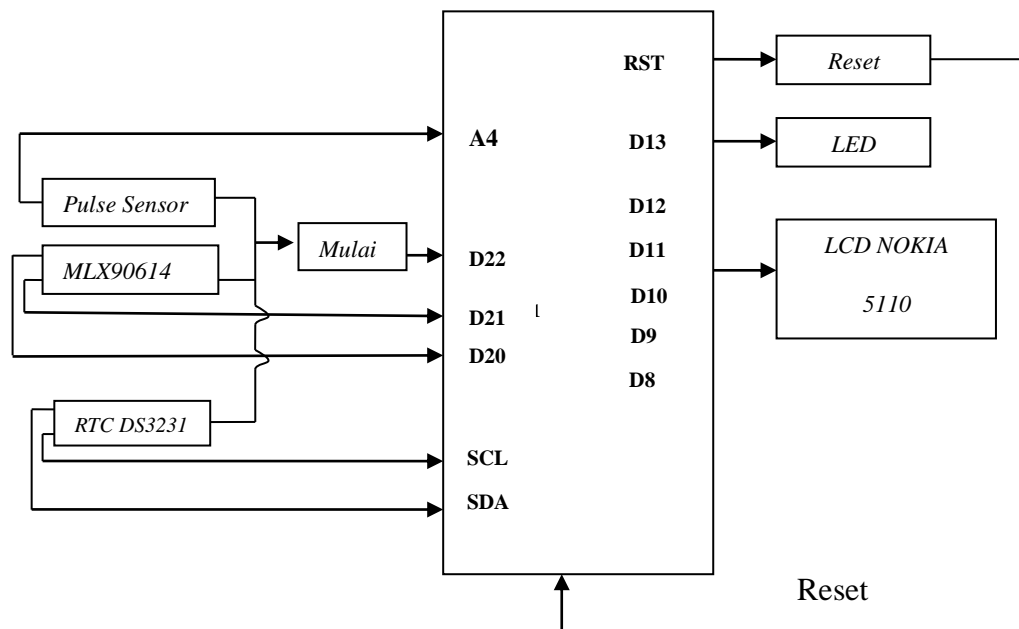 RST
Reset
A4
D13
LED
Pulse Sensor
D12
Mulai
D11
LCD NOKIA
5110
MLX90614
D22
D10
D21
D9
D20
D8
RTC DS3231
SCL
SDA
Reset